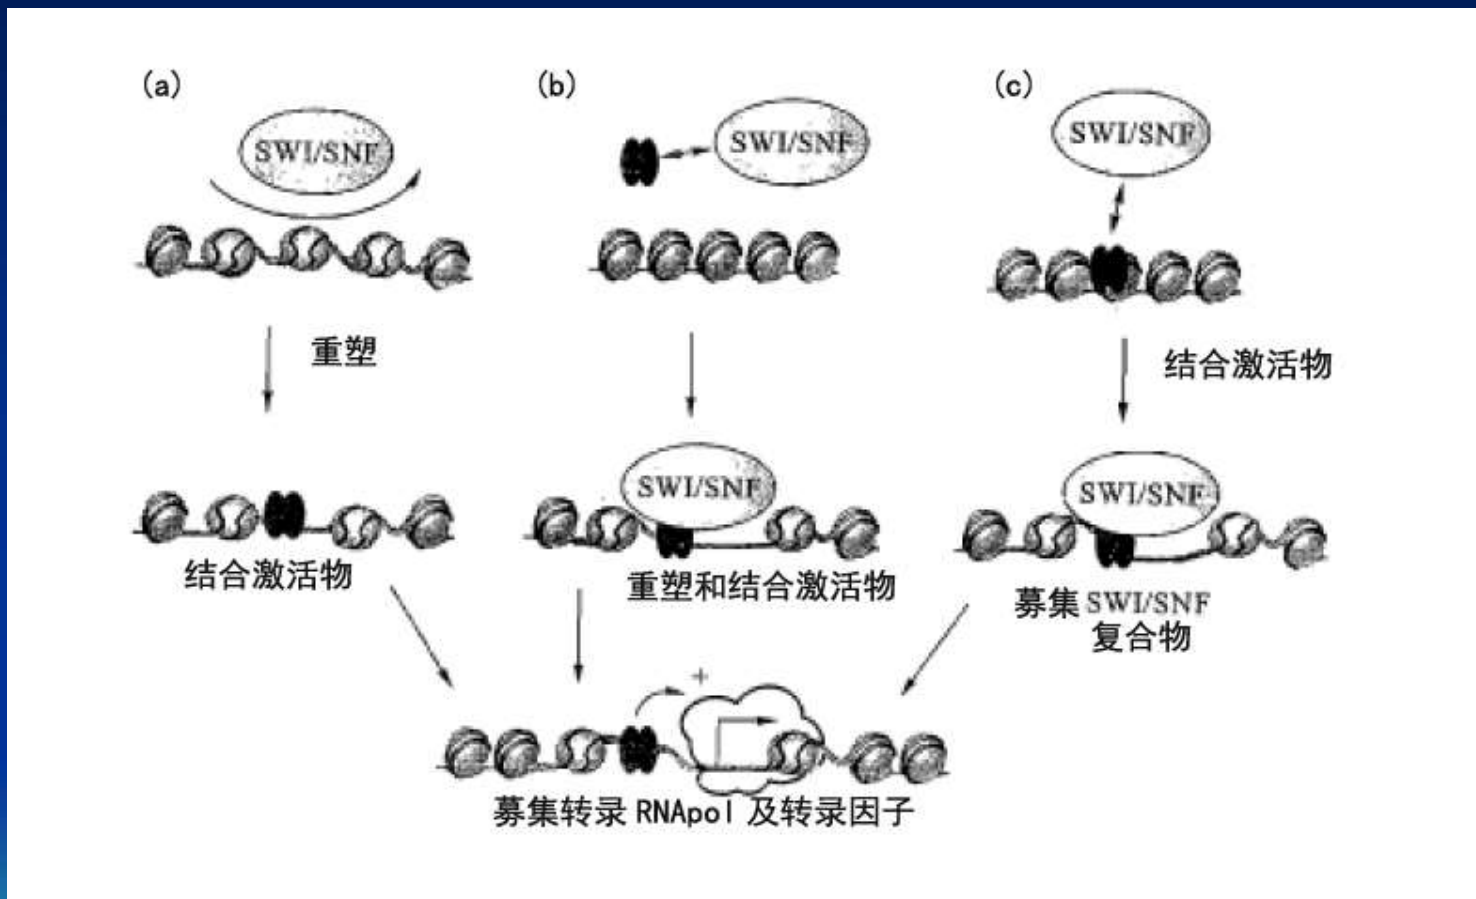 (a)
(b)
(c)
SWI/SNF
SWI/SNF
SWI/SNF
重塑
结合激活物
SWI/SNF
SWI/SNF
结合激活物
重塑和结合激活物
募集 SWI/SNF
复合物
+
募集转录 RNApol 及转录因子